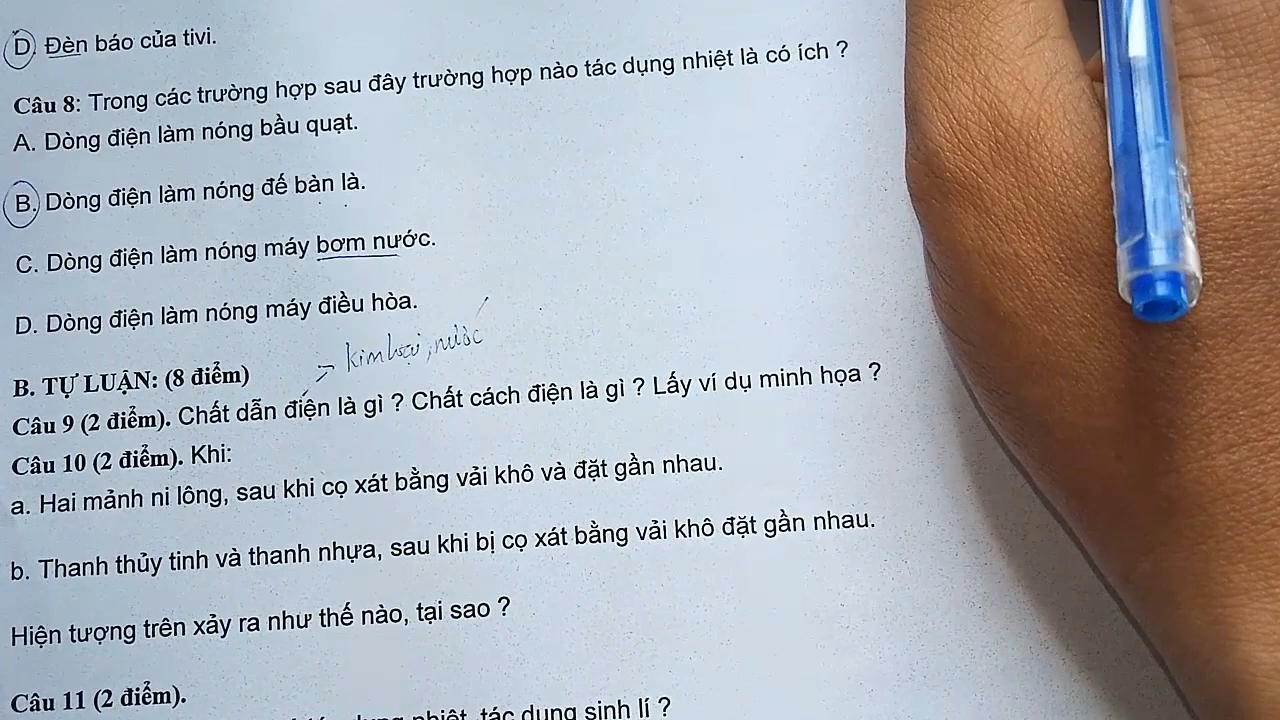 D. Đèn báo của tivi.
Câu 8: Trong các trường hợp sau đây trường hợp nào tác dụng nhiệt là có ích ?
A. Dòng điện làm nóng bầu quạt.
B. Dòng điện làm nóng đế bàn là.
C. Dòng điện làm nóng máy bơm nước.
D. Dòng điện làm nóng máy điều hòa.
→ kim loại, nước
B. TỰ LUẬN: (8 điểm)
Câu 9 (2 điểm). Chất dẫn điện là gì ? Chất cách điện là gì ? Lấy ví dụ minh họa ?
Câu 10 (2 điểm). Khi:
a. Hai mảnh ni lông, sau khi cọ xát bằng vải khô và đặt gần nhau.
b. Thanh thủy tinh và thanh nhựa, sau khi bị cọ xát bằng vải khô đặt gần nhau.
Hiện tượng trên xảy ra như thế nào, tại sao ?
Câu 11 (2 điểm).
nhiệt, tác dụng sinh lí ?